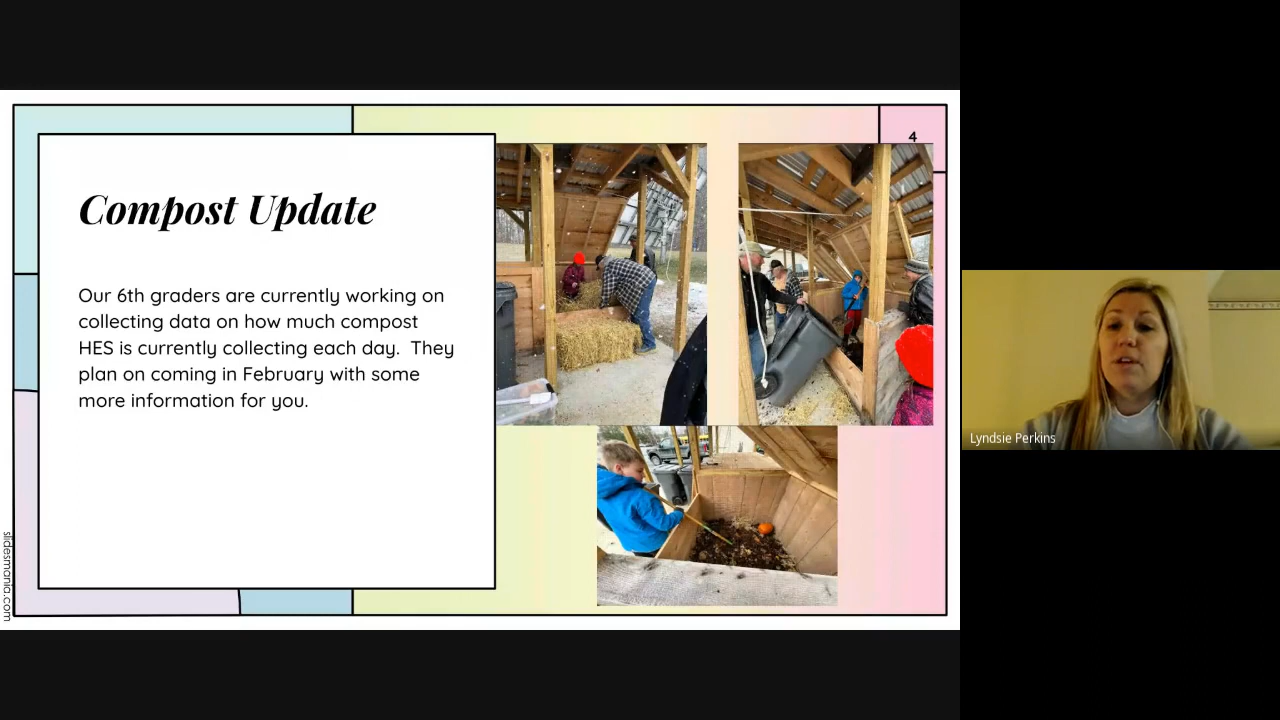 4
Compost Update
Our 6th graders are currently working on
collecting data on how much compost
HES is currently collecting each day.  They
plan on coming in February with some
more information for you.
slidesmania.com
Lyndsie Perkins